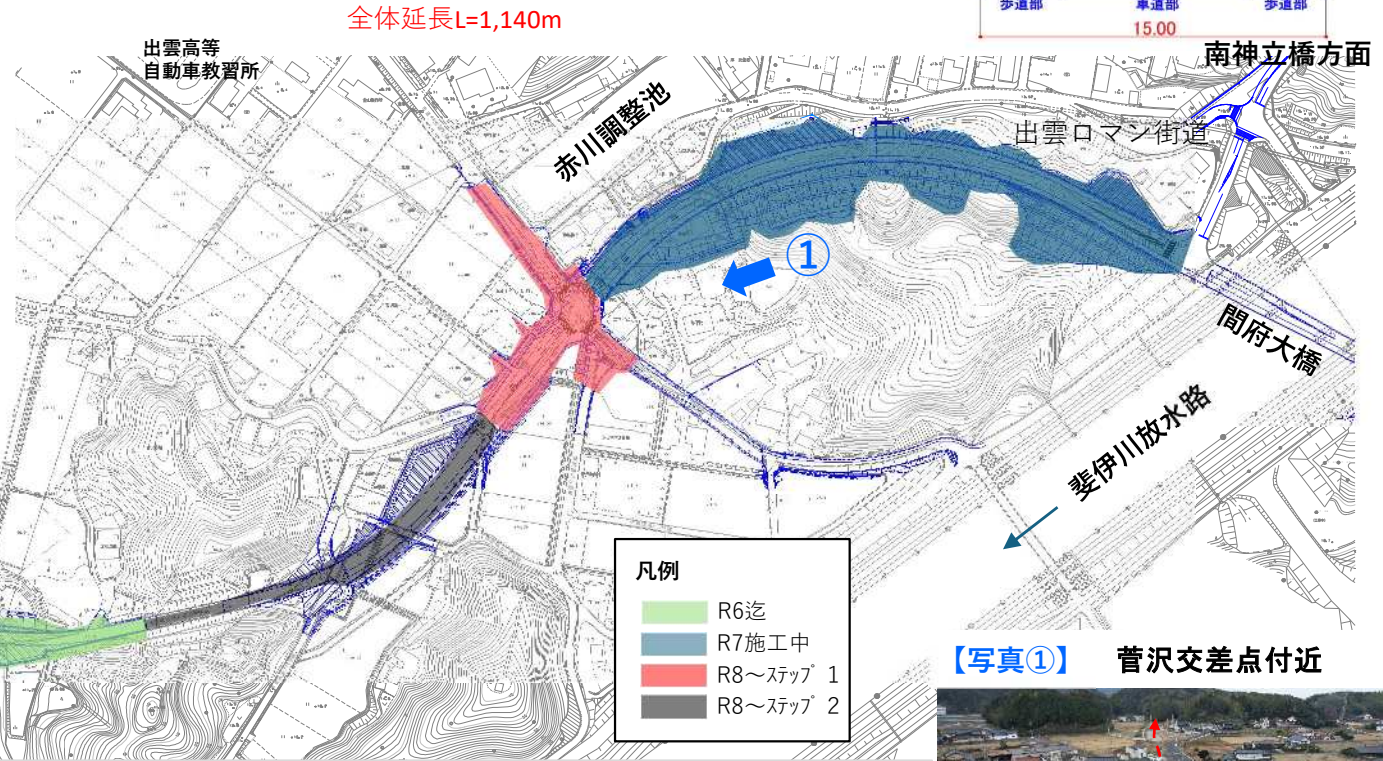 全体延長L=1,140m
歩道部 車道部 歩道部
15.00
出雲高等
自動車教習所
南神立橋方面
赤川調整池
出雲ロマン街道
①
間府大橋
斐伊川放水路
凡例
R6迄
R7施工中
R8～ステップ 1
R8～ステップ 2
【写真①】 菅沢交差点付近